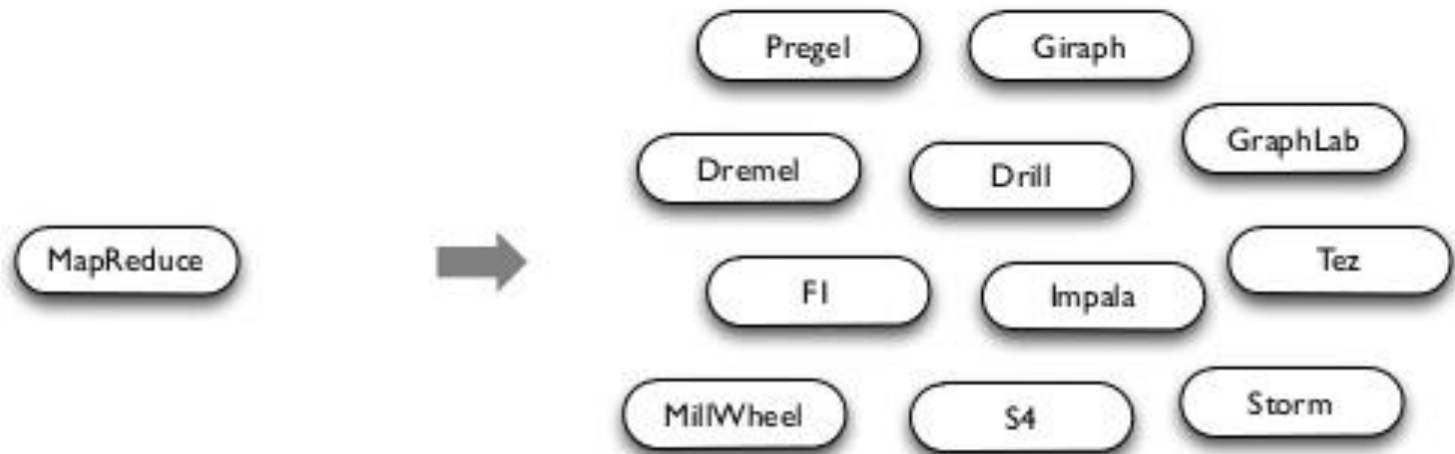 Pregel
Giraph
GraphLab
Dremel
Drill
MapReduce
Tez
F1
Impala
MillWheel
S4
Storm